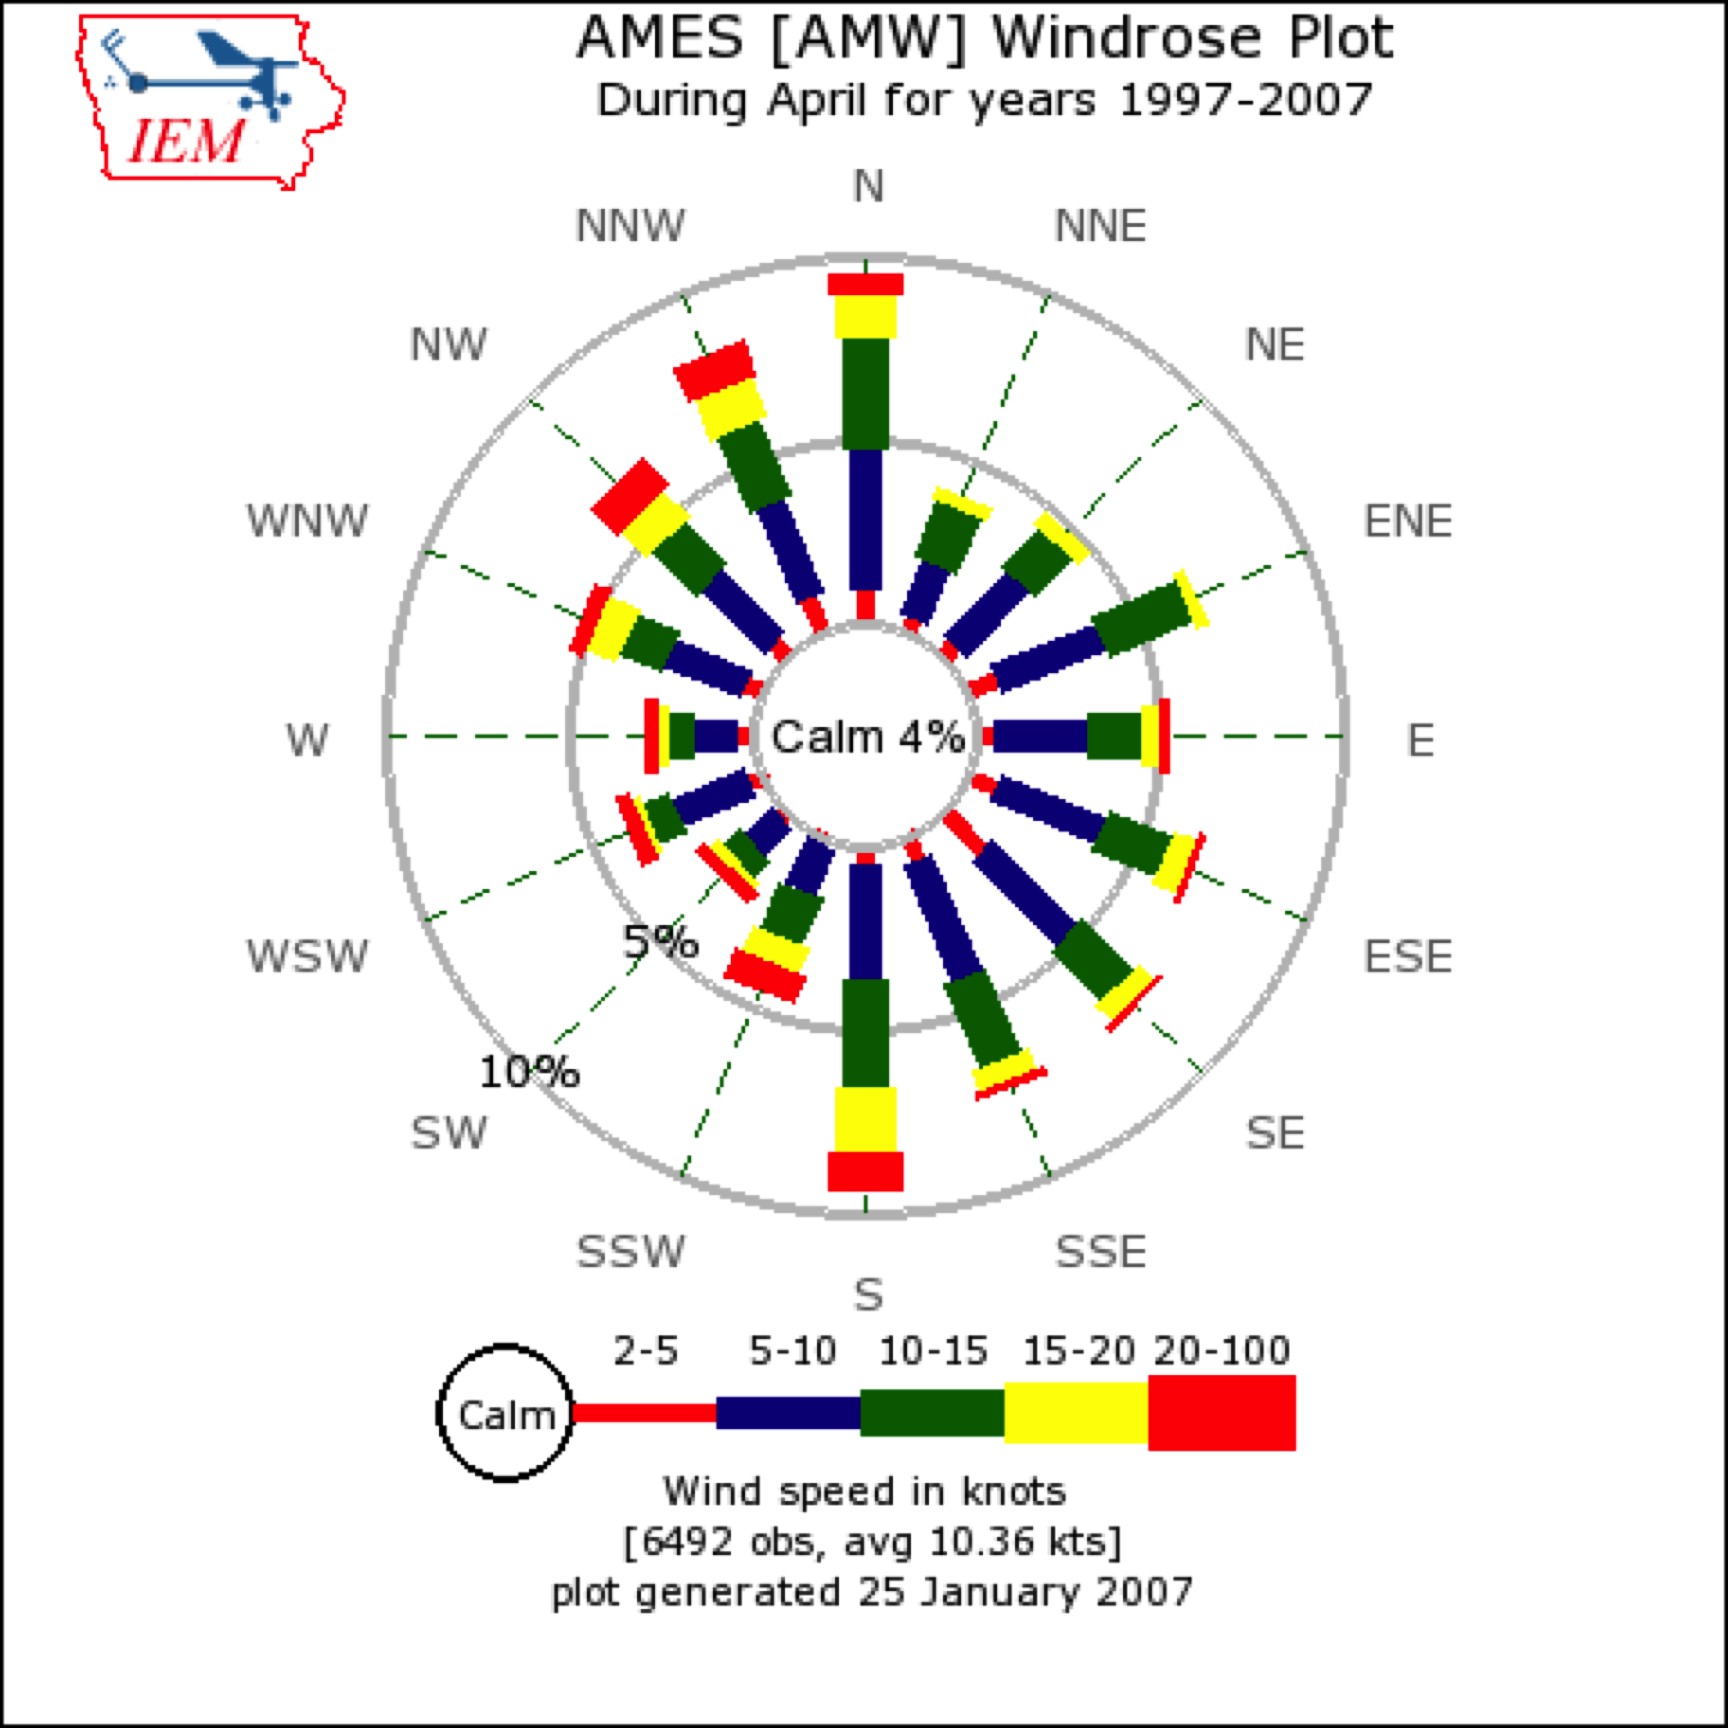 IEM
AMES [AMW] Windrose Plot
During April for years 1997-2007
N
NNW
NNE
NW
NE
WNW
ENE
W
Calm 4%
E
5%
WSW
ESE
10%
SW
SE
SSW
SSE
S
2-5 5-10 10-15 15-20 20-100
Calm
Wind speed in knots
[6492 obs, avg 10.36 kts]
plot generated 25 January 2007